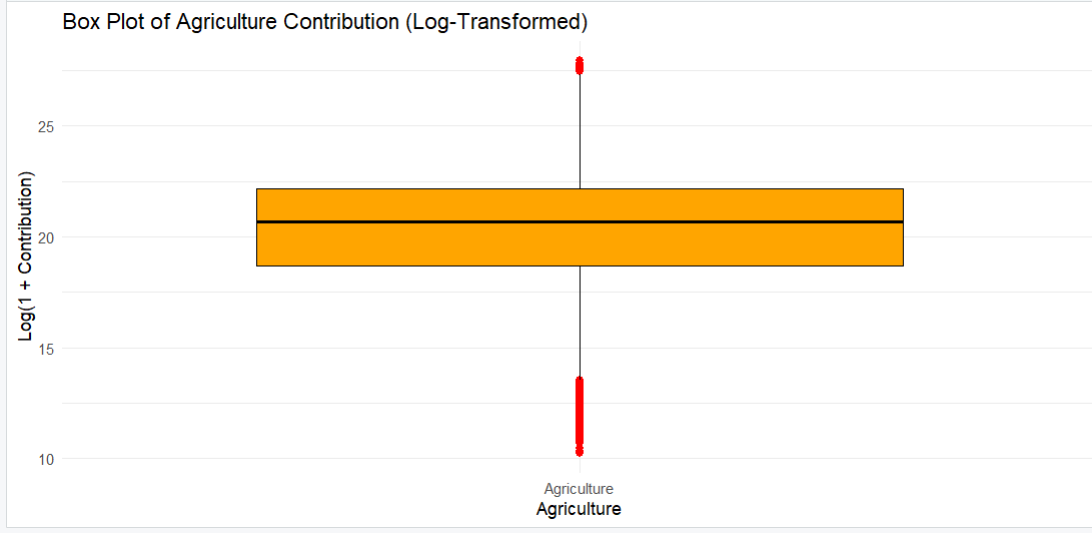 Box Plot of Agriculture Contribution (Log-Transformed)
Log(1 + Contribution)
25
20
15
10
Agriculture
Agriculture